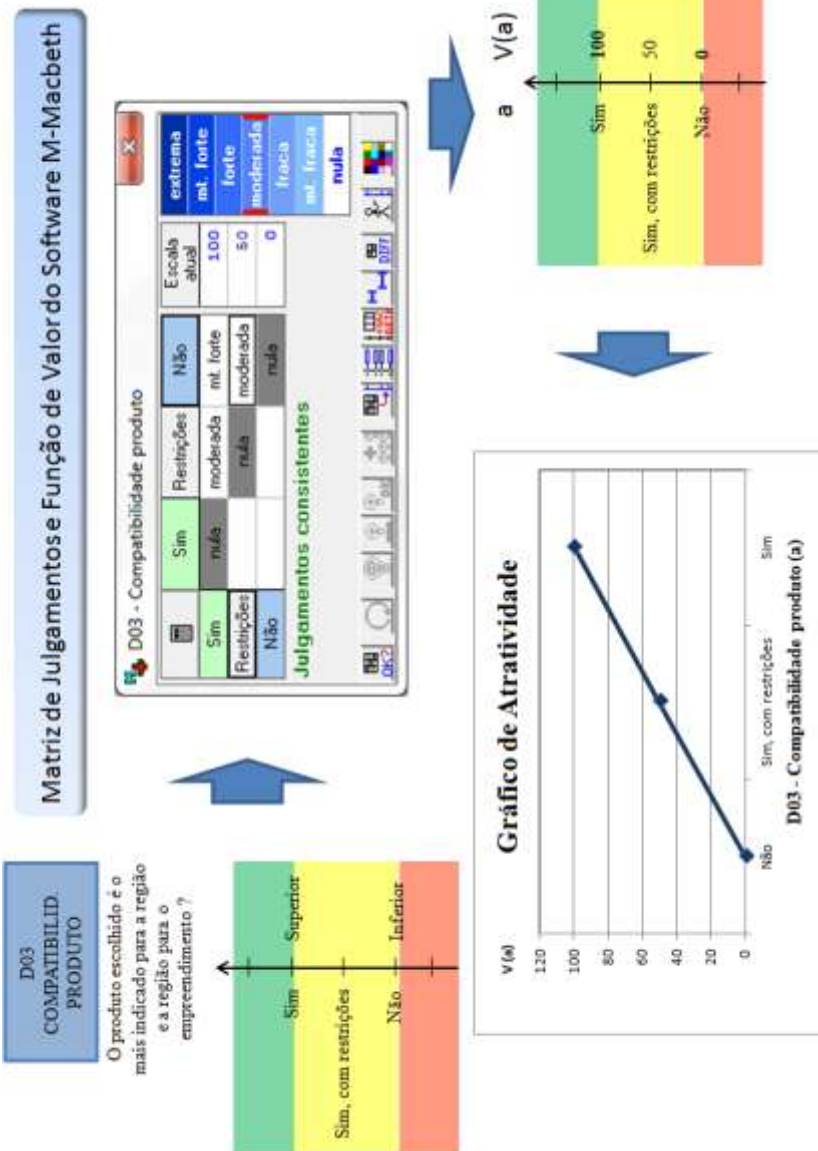 Matriz de Julgamentose Função de Valordo Software M-Macbeth
D03
COMPATIBILID.
PRODUTO
O produto escolhido é o
mais indicado para a região
e a região para o
empreendimento ?
Sim Superior
Sim, com restrições
Não Inferior
D03 - Compatibilidade produto
Sim Restrições Não Escala atual
Sim nula moderada mt. forte 100
Restrições nula moderada 50
Não nula 0
Julgamentos consistentes
extrema
mt. forte
forte
moderada
fraca
mt. fraca
nula
OK?
DIFF
a V(a)
Sim 100
Sim, com restrições 50
Não 0
Gráfico de Atratividade
V(a)
120
100
80
60
40
20
0
Não Sim, com restrições Sim
D03 - Compatibilidade produto (a)